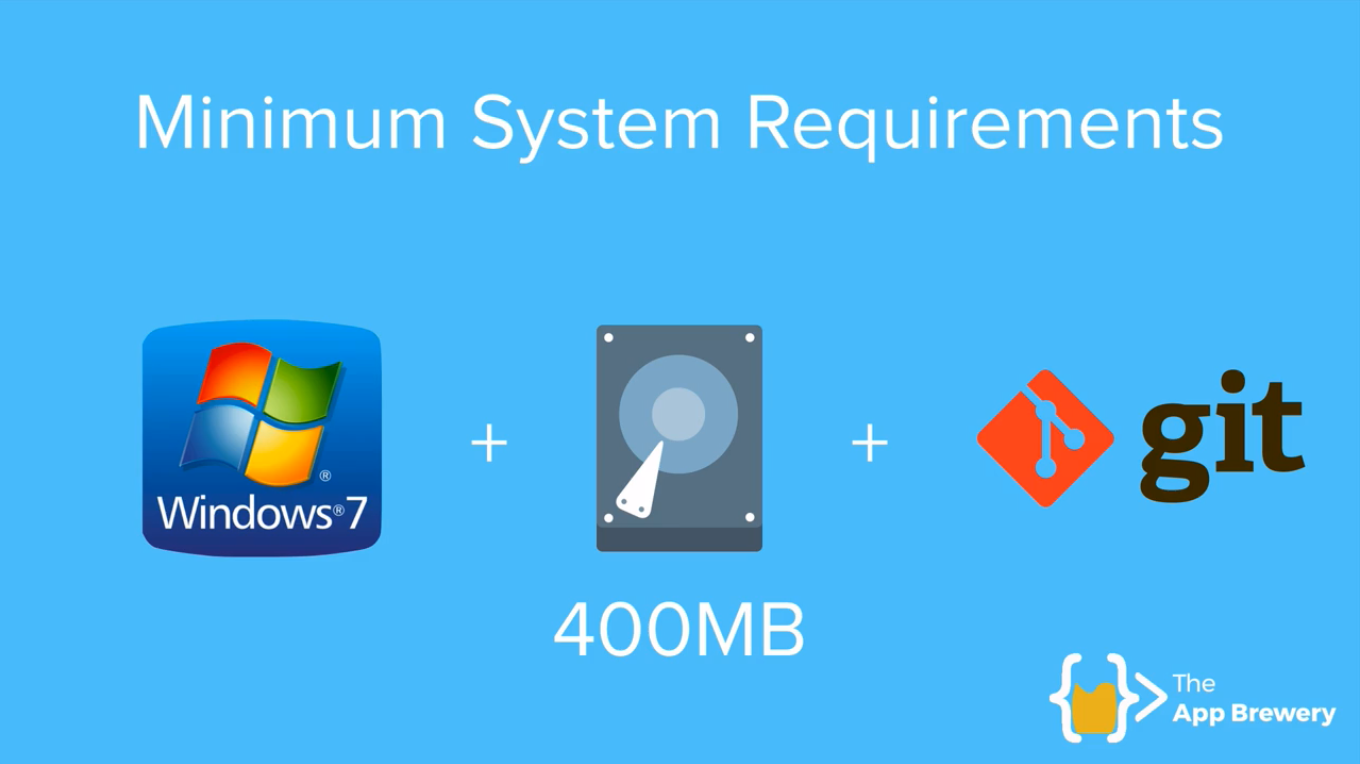 Minimum System Requirements
Windows® 7
®
+
+
git
400MB
The
App Brewery